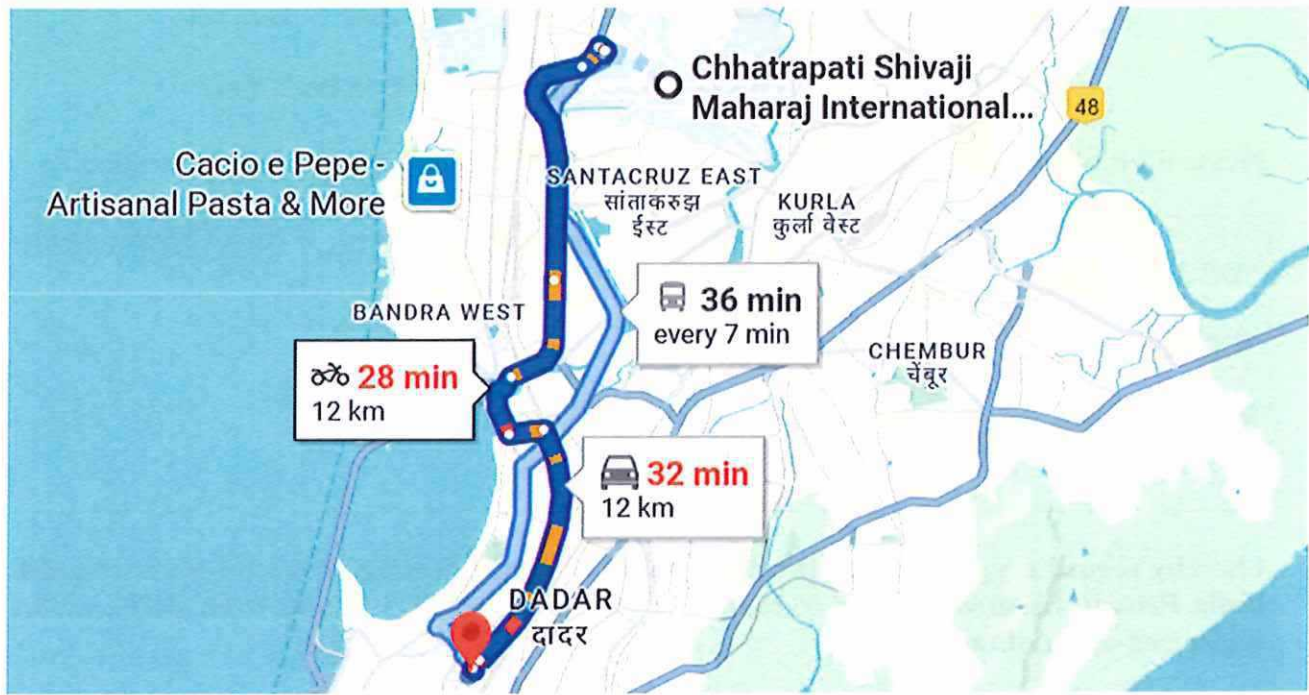 Chhatrapati Shivaji
Maharaj International...
48
Cacio e Pepe -
Artisanal Pasta & More
SANTACRUZ EAST
सांताकरुझ
ईस्ट
KURLA
कुर्ला वेस्ट
36 min
every 7 min
BANDRA WEST
CHEMBUR
चेंबूर
28 min
12 km
32 min
12 km
DADAR
दादर